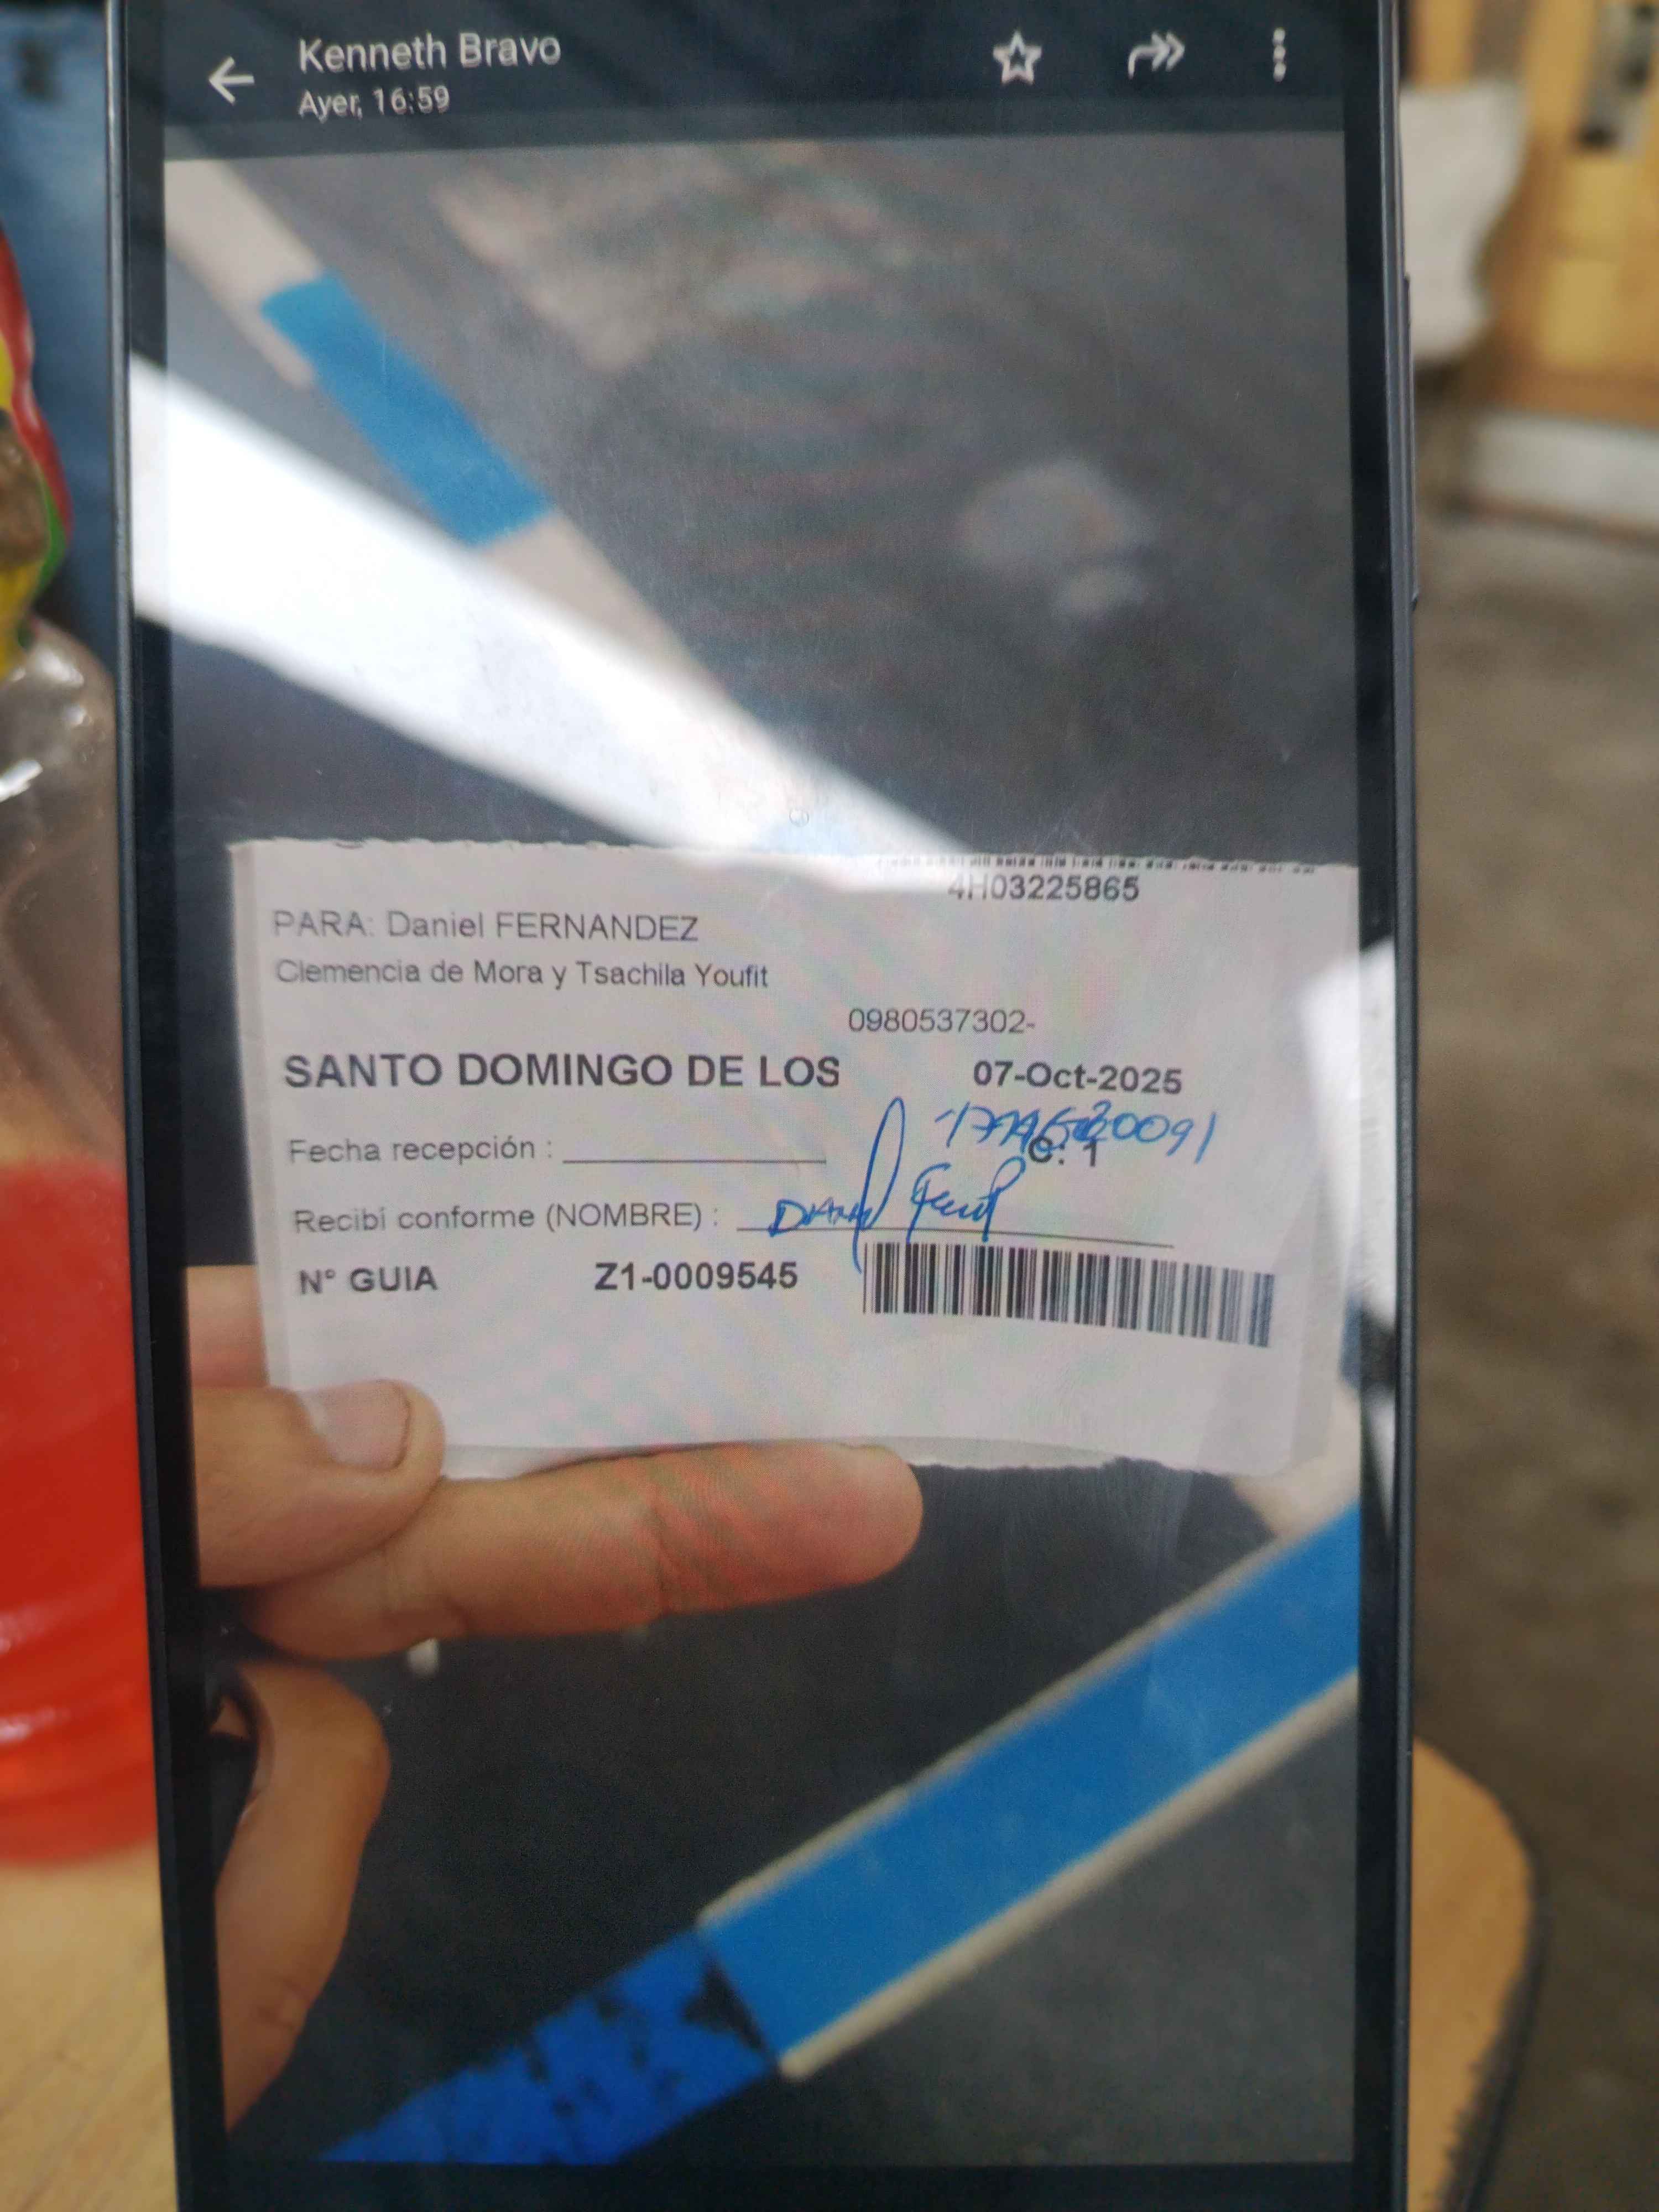 Kenneth Bravo
Ayer, 16:59
4H03225865
PARA: Daniel FERNANDEZ
Clemencia de Mora y Tsachila Youfit
0980537302-
SANTO DOMINGO DE LOS 07-Oct-2025
Fecha recepción :
C: 1
Recibí conforme (NOMBRE) : Daniel
N° GUIA Z1-0009545